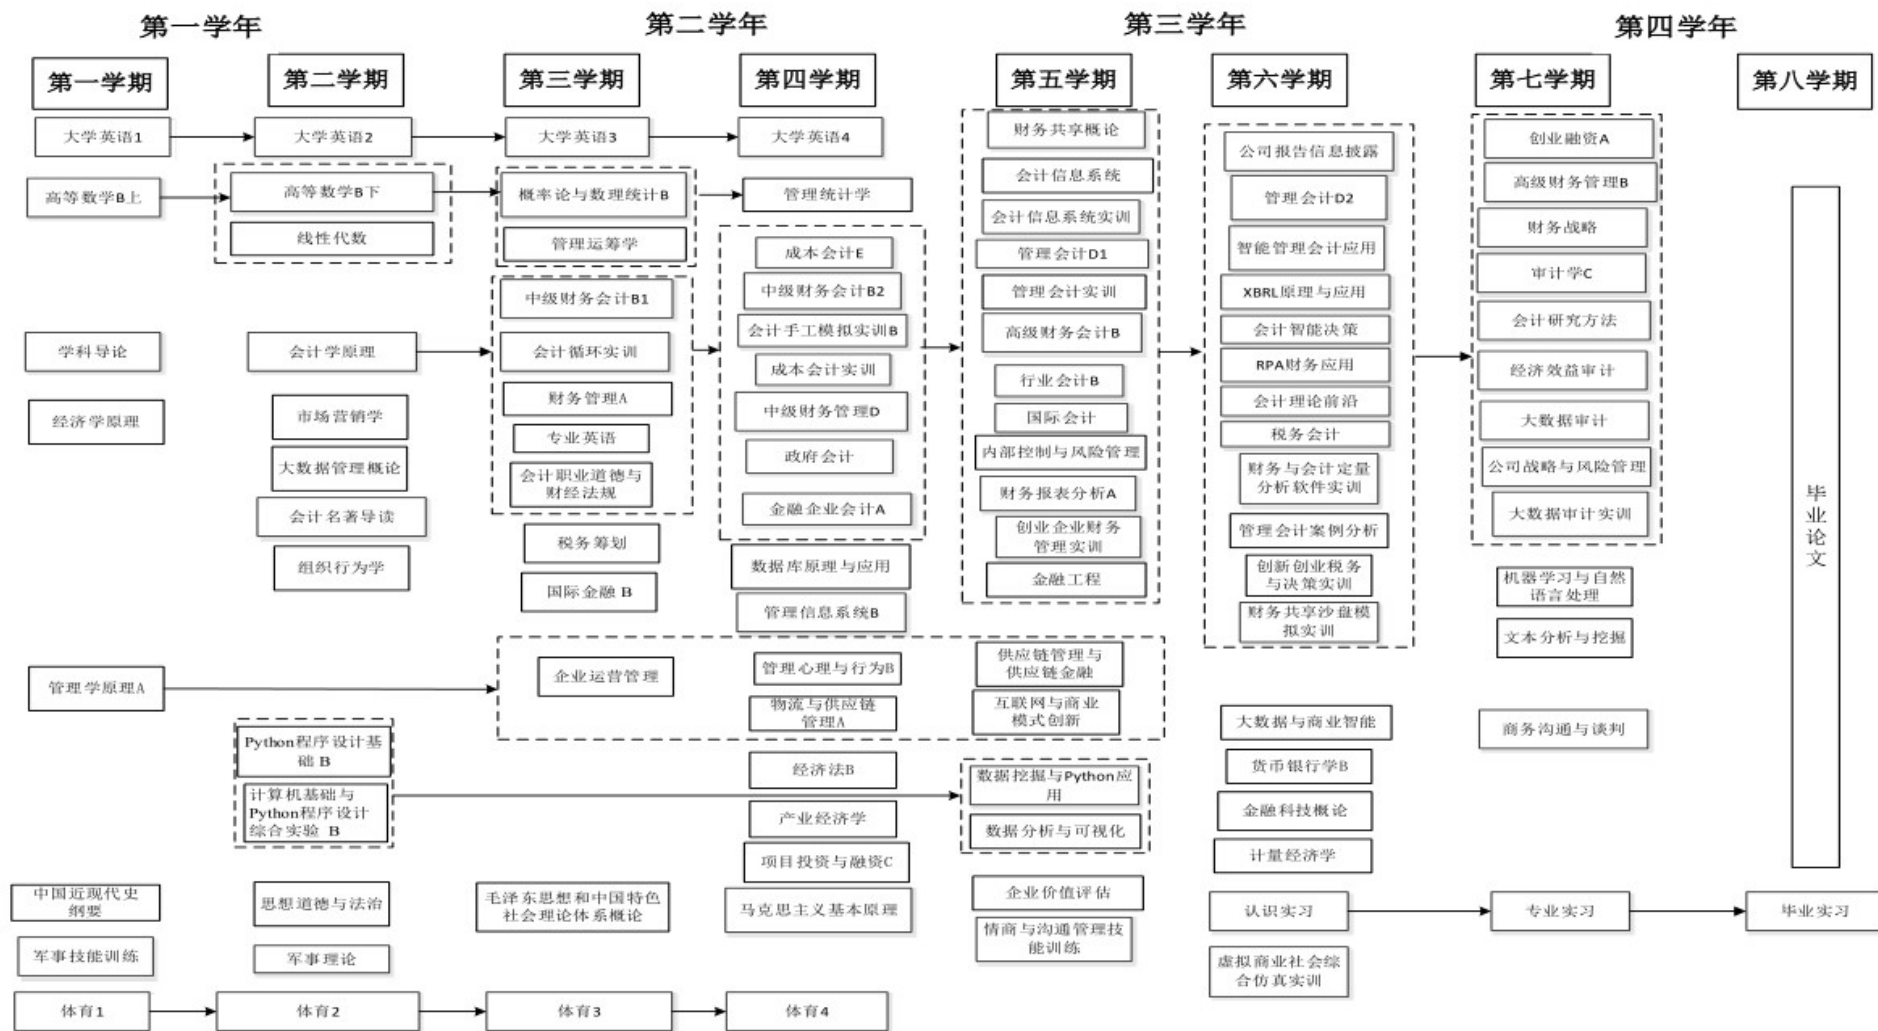 第一学年
第二学年
第三学年
第四学年
第一学期
第二学期
第三学期
第四学期
第五学期
第六学期
第七学期
第八学期
大学英语1
高等数学B上
学科导论
经济学原理
管理学原理A
中国近现代史
纲要
军事技能训练
体育1
大学英语2
高等数学B下
线性代数
会计学原理
市场营销学
大数据管理概论
会计名著导读
组织行为学
Python程序设计基
础 B
计算机基础与
Python程序设计
综合实验 B
思想道德与法治
军事理论
体育2
大学英语3
概率论与数理统计B
管理运筹学
中级财务会计B1
会计循环实训
财务管理A
专业英语
会计职业道德与
财经法规
税务筹划
国际金融 B
企业运营管理
毛泽东思想和中国特色
社会理论体系概论
体育3
大学英语4
管理统计学
成本会计E
中级财务会计B2
会计手工模拟实训B
成本会计实训
中级财务管理D
政府会计
金融企业会计A
数据库原理与应用
管理信息系统B
管理心理与行为B
物流与供应链
管理A
经济法B
产业经济学
项目投资与融资C
马克思主义基本原理
体育4
财务共享概论
会计信息系统
会计信息系统实训
管理会计D1
管理会计实训
高级财务会计B
行业会计B
国际会计
内部控制与风险管理
财务报表分析A
创业企业财务
管理实训
金融工程
供应链管理与
供应链金融
互联网与商业
模式创新
数据挖掘与Python应
用
数据分析与可视化
企业价值评估
情商与沟通管理技
能训练
公司报告信息披露
管理会计D2
智能管理会计应用
XBRL原理与应用
会计智能决策
RPA财务应用
会计理论前沿
税务会计
财务与会计定量
分析软件实训
管理会计案例分析
创新创业税务
与决策实训
财务共享沙盘模
拟实训
大数据与商业智能
货币银行学B
金融科技概论
计量经济学
认识实习
虚拟商业社会综
合仿真实训
创业融资A
高级财务管理B
财务战略
审计学C
会计研究方法
经济效益审计
大数据审计
公司战略与风险管理
大数据审计实训
机器学习与自然
语言处理
文本分析与挖掘
商务沟通与谈判
专业实习
毕业论文
毕业实习